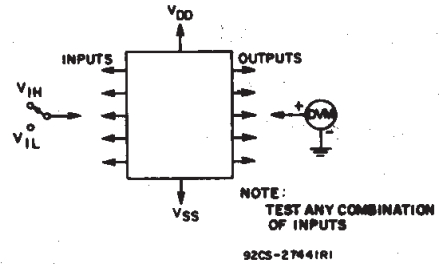 VDD
INPUTS
OUTPUTS
VIH
VIL
+
DVM
-
VSS
NOTE:
TEST ANY COMBINATION
OF INPUTS
92CS-27441R1